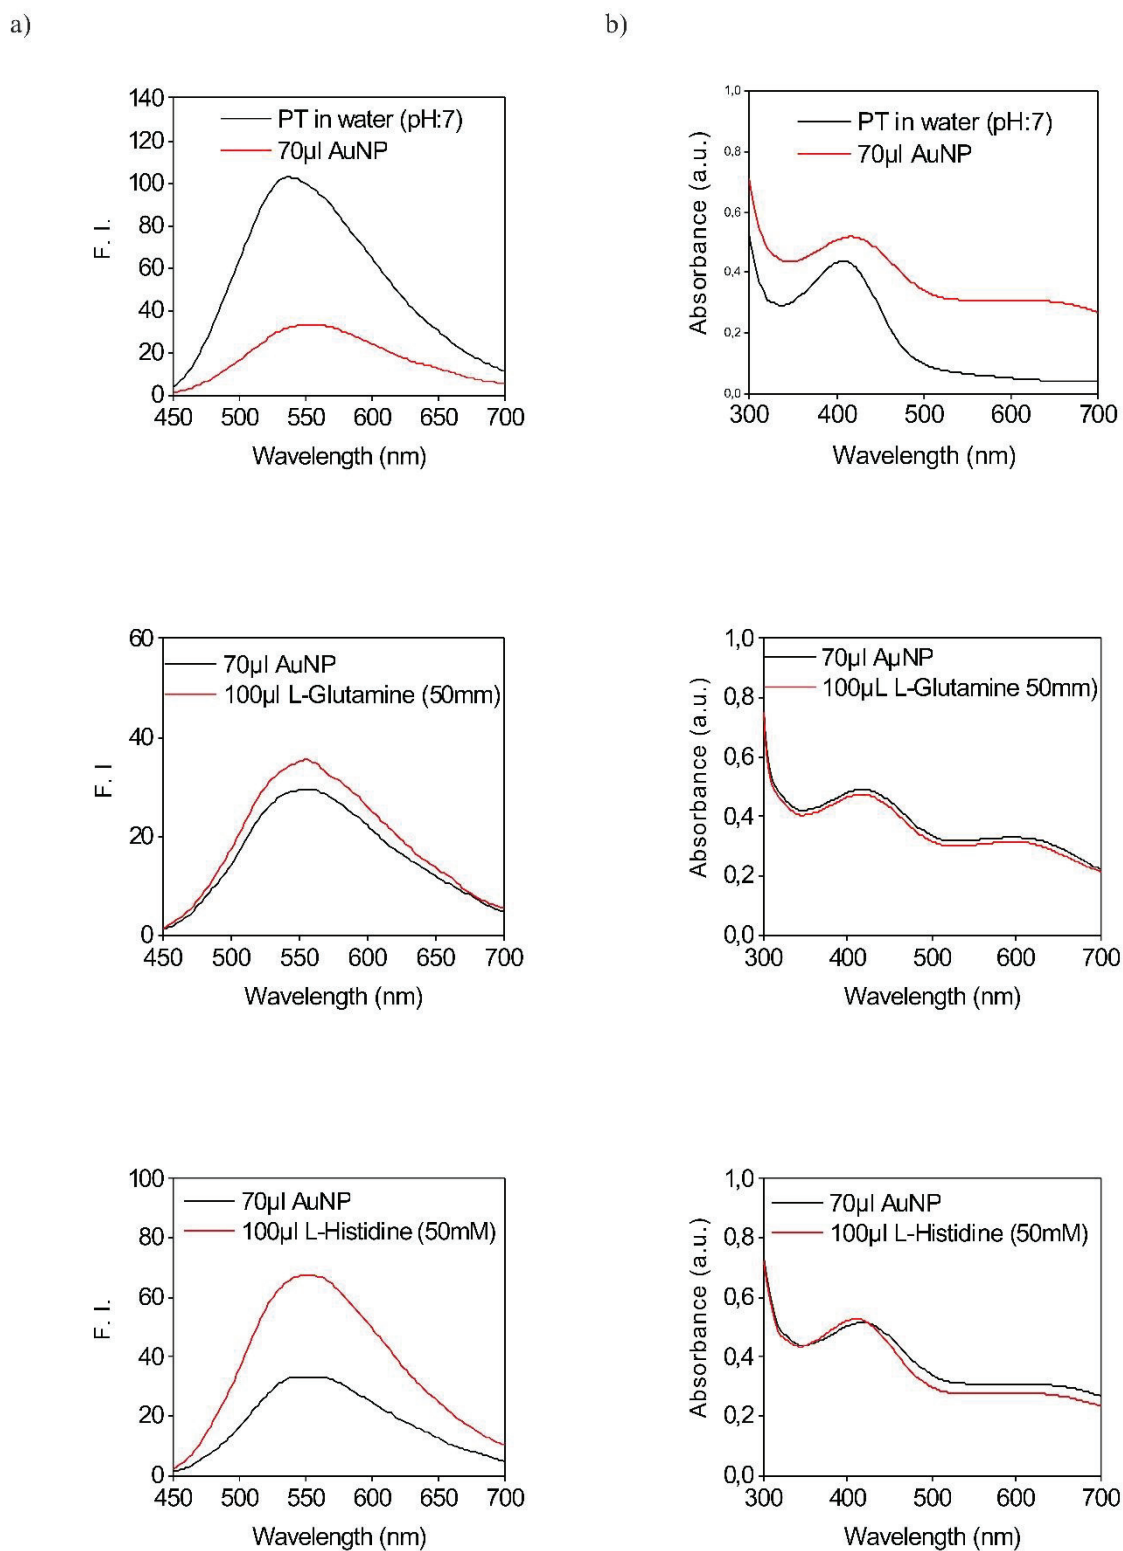 a)
b)
140
120
100
80
60
40
20
0
F. I.
PT in water (pH:7)
70µl AuNP
450 500 550 600 650 700
Wavelength (nm)
1,0
0,8
0,6
0,4
0,2
0,0
Absorbance (a.u.)
PT in water (pH:7)
70µl AuNP
300 400 500 600 700
Wavelength (nm)
60
40
20
0
F. I
70µl AuNP
100µl L-Glutamine (50mm)
450 500 550 600 650 700
Wavelength (nm)
1,0
0,8
0,6
0,4
0,2
0,0
Absorbance (a.u.)
70µl AµNP
100µL L-Glutamine 50mm)
300 400 500 600 700
Wavelength (nm)
100
80
60
40
20
0
F. I.
70µl AuNP
100µl L-Histidine (50mM)
450 500 550 600 650 700
Wavelength (nm)
1,0
0,8
0,6
0,4
0,2
0,0
Absorbance (a.u.)
70µl AuNP
100µl L-Histidine (50mM)
300 400 500 600 700
Wavelength (nm)